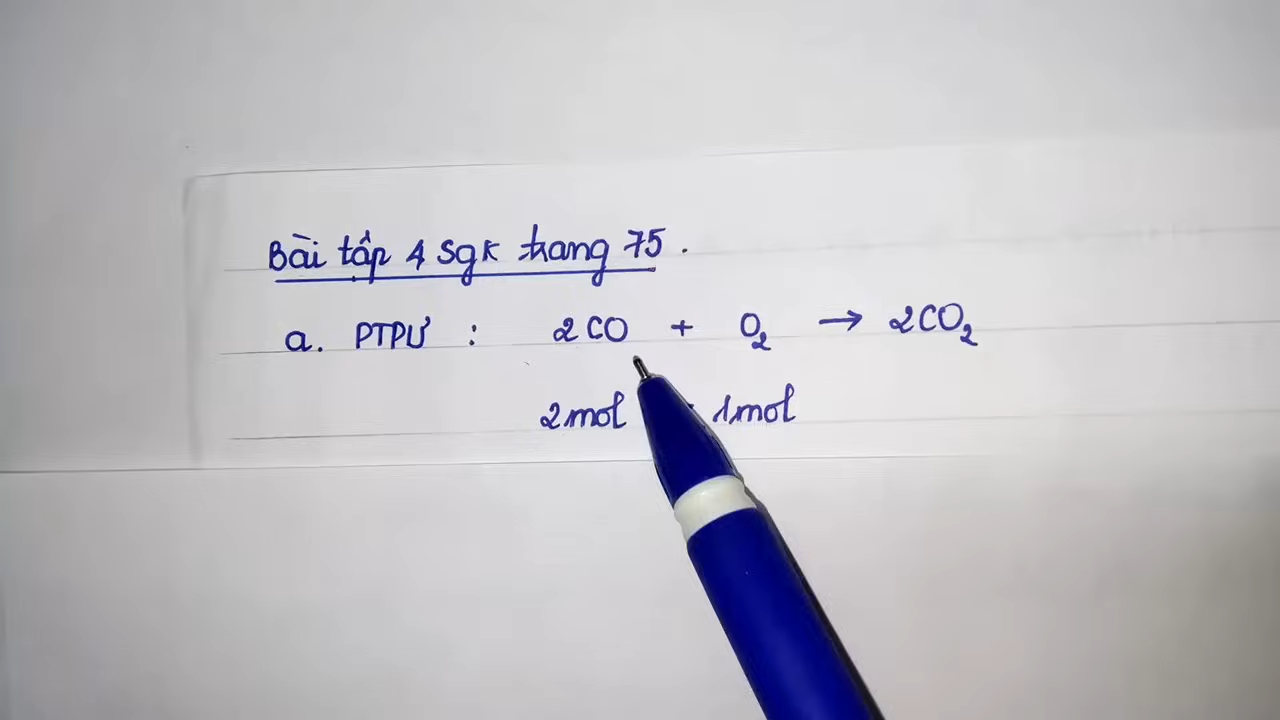 Bài tập 4 Sgk trang 75.
a. PTPƯ : 2CO + O₂ → 2CO₂
2mol 1mol